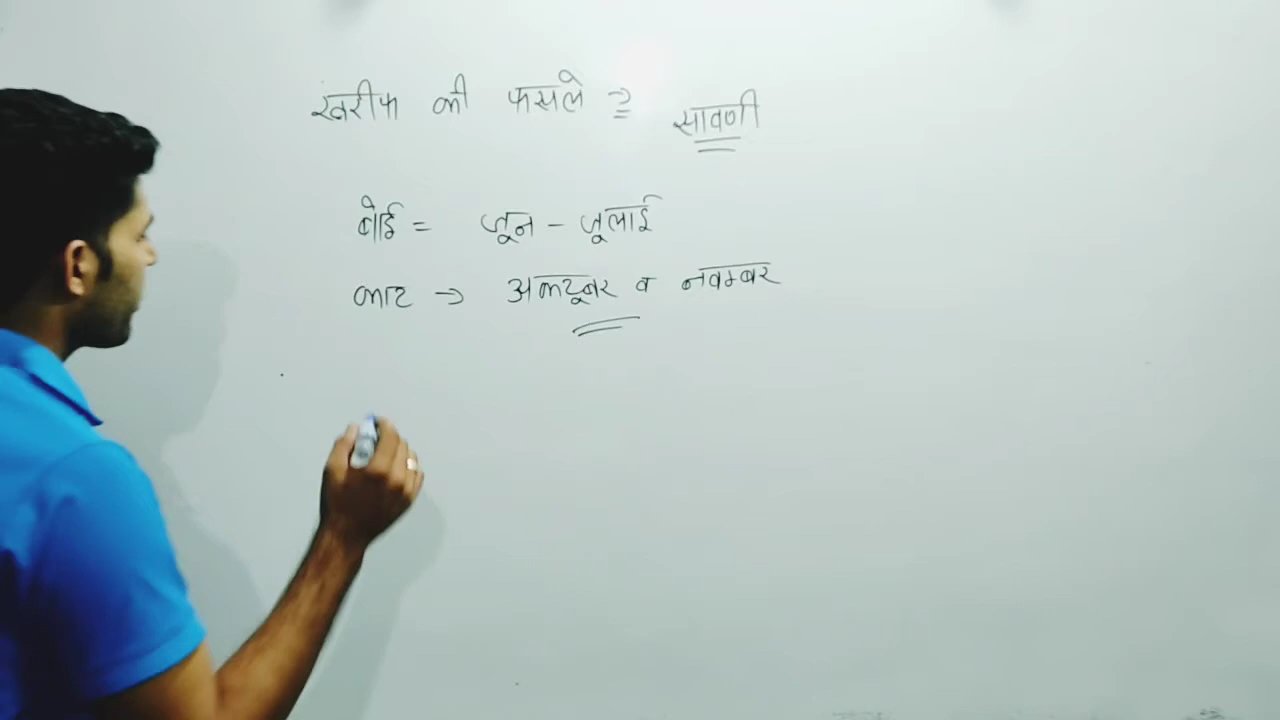 खरीफ की फसले ? सावणी
बोई = जून - जूलाई
काट → अक्टूबर व नवम्बर